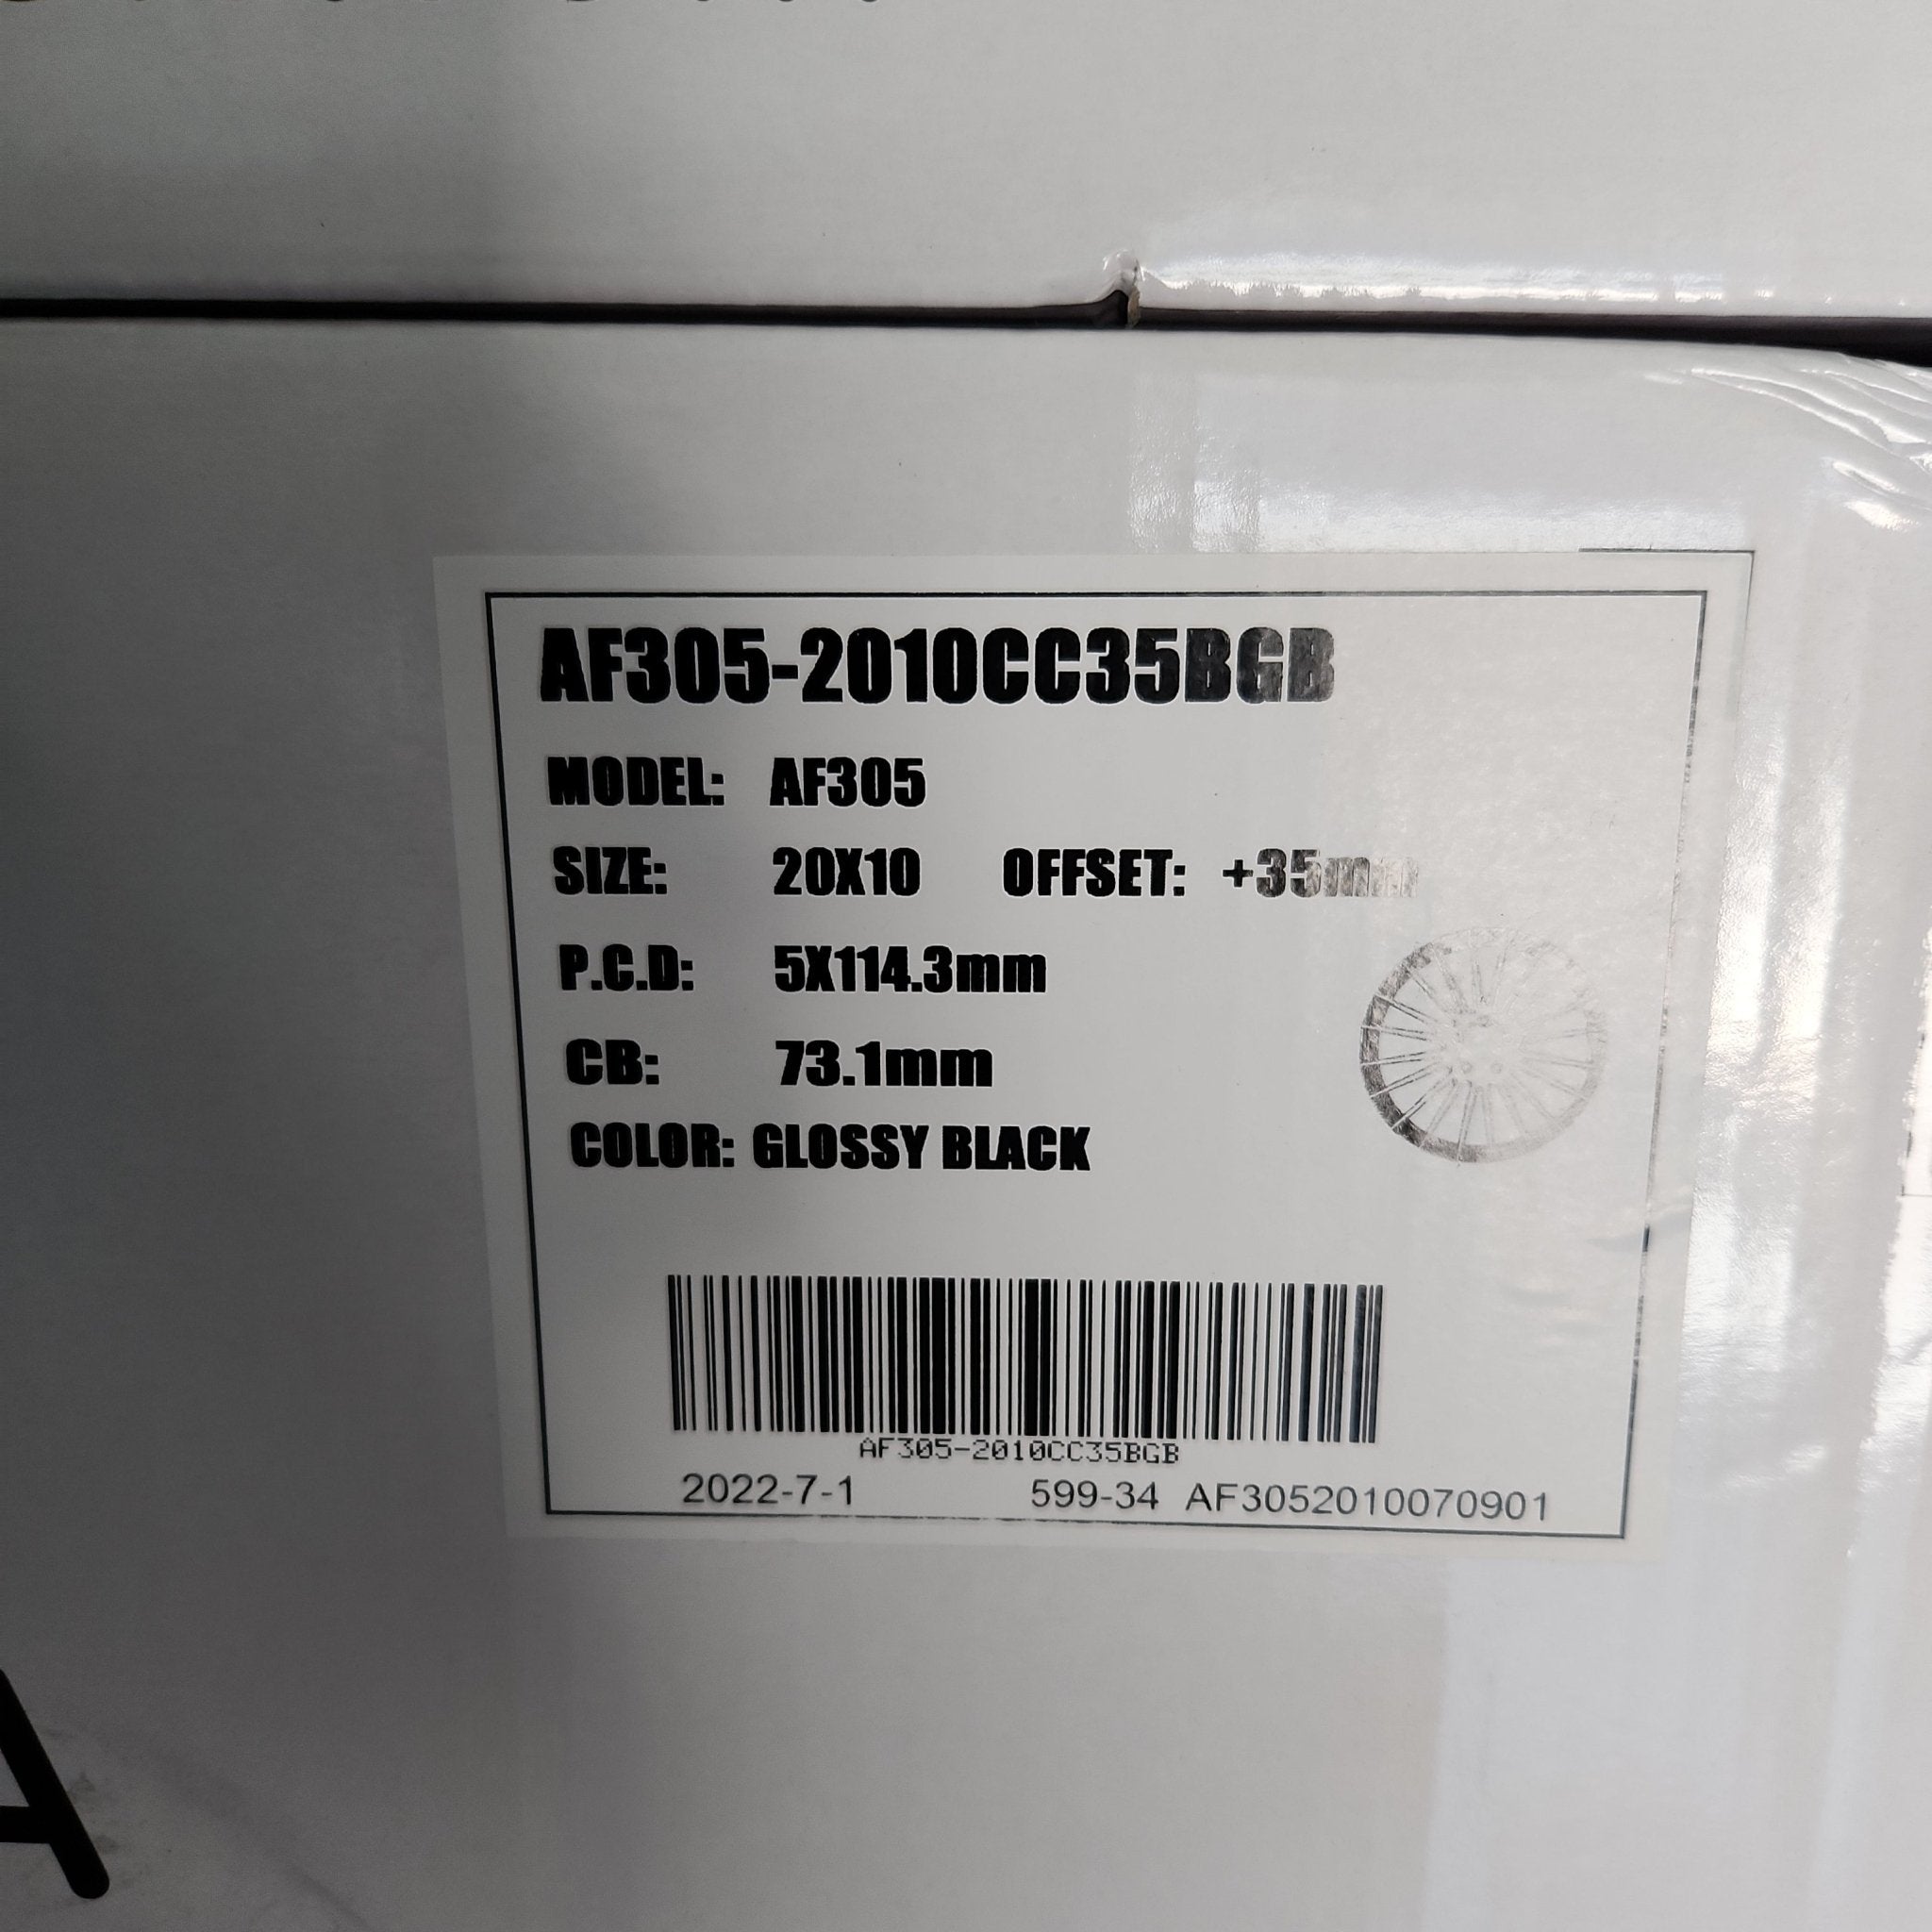 AF305-2010CC35BGB
MODEL: AF305
SIZE: 20X10 OFFSET: +35mm
P.C.D: 5X114.3mm
CB: 73.1mm
COLOR: GLOSSY BLACK
AF305-2010CC35BGB
2022-7-1 599-34 AF3052010070901
A